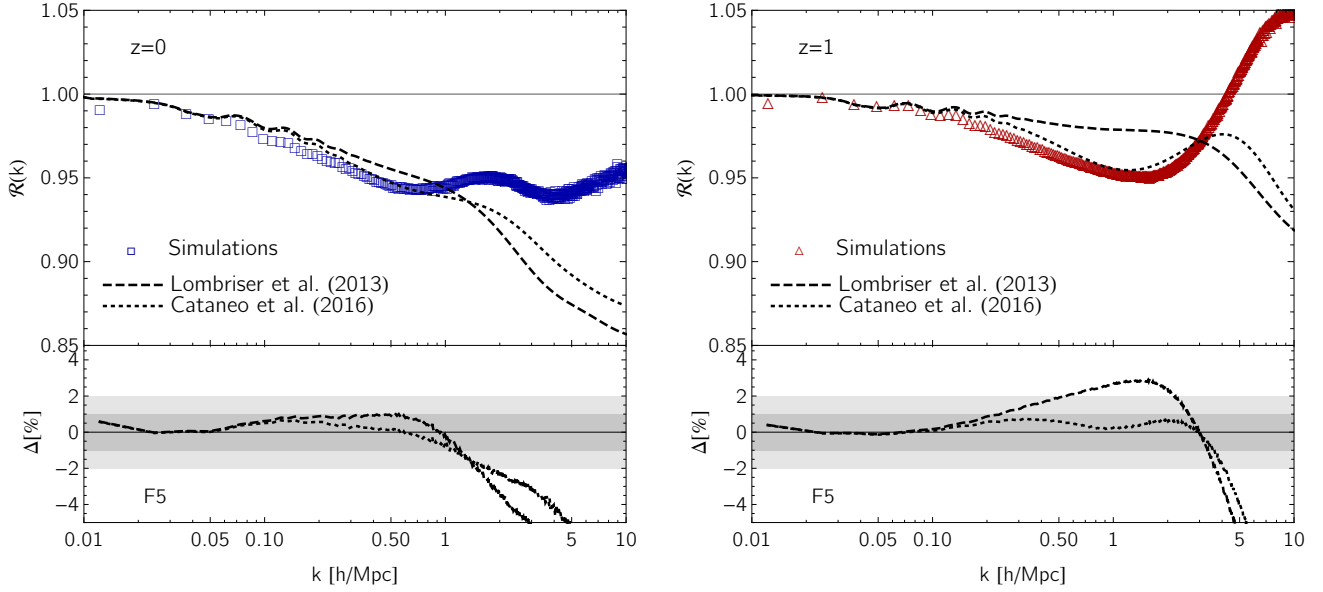 1.05
z=0
1.00
0.95
ℛ(k)
Simulations
0.90
Lombriser et al. (2013)
Cataneo et al. (2016)
0.85
4
2
0
Δ[%]
-2
F5
-4
0.01 0.05 0.10 0.50 1 5 10
k [h/Mpc]
1.05
z=1
1.00
0.95
ℛ(k)
Simulations
0.90
Lombriser et al. (2013)
Cataneo et al. (2016)
0.85
4
2
0
Δ[%]
-2
F5
-4
0.01 0.05 0.10 0.50 1 5 10
k [h/Mpc]